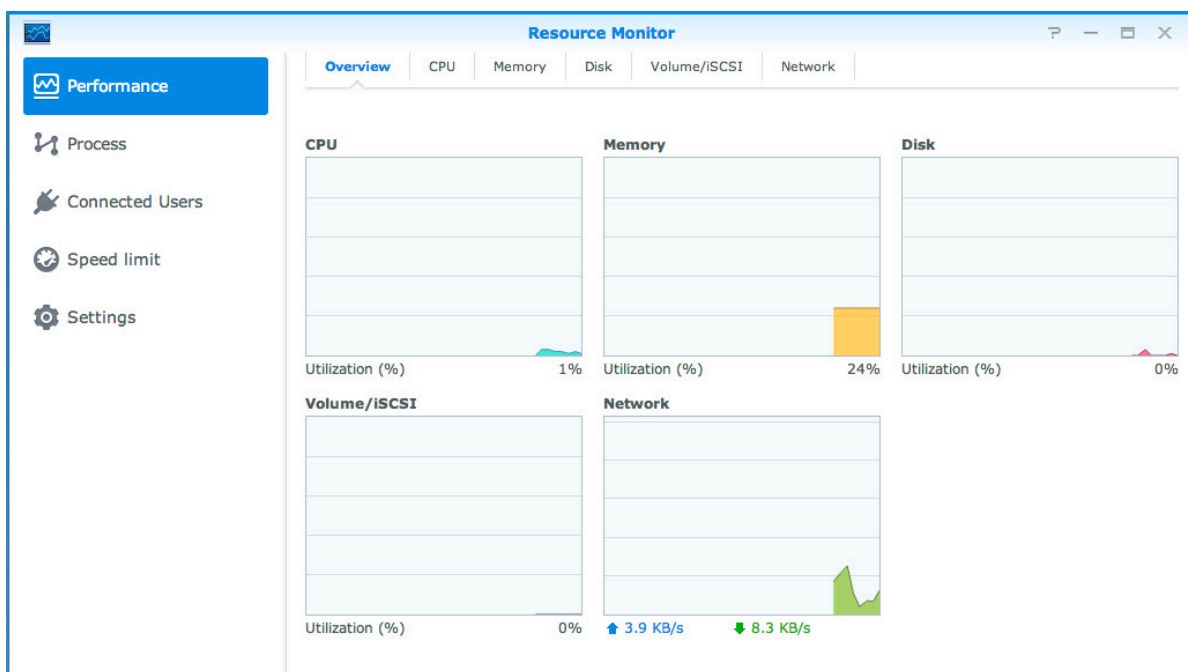 Resource Monitor
Performance
Process
Connected Users
Speed limit
Settings
Overview CPU Memory Disk Volume/iSCSI Network
CPU Memory Disk
Utilization (%) 1% Utilization (%) 24% Utilization (%) 0%
Volume/iSCSI Network
Utilization (%) 0% 3.9 KB/s 8.3 KB/s